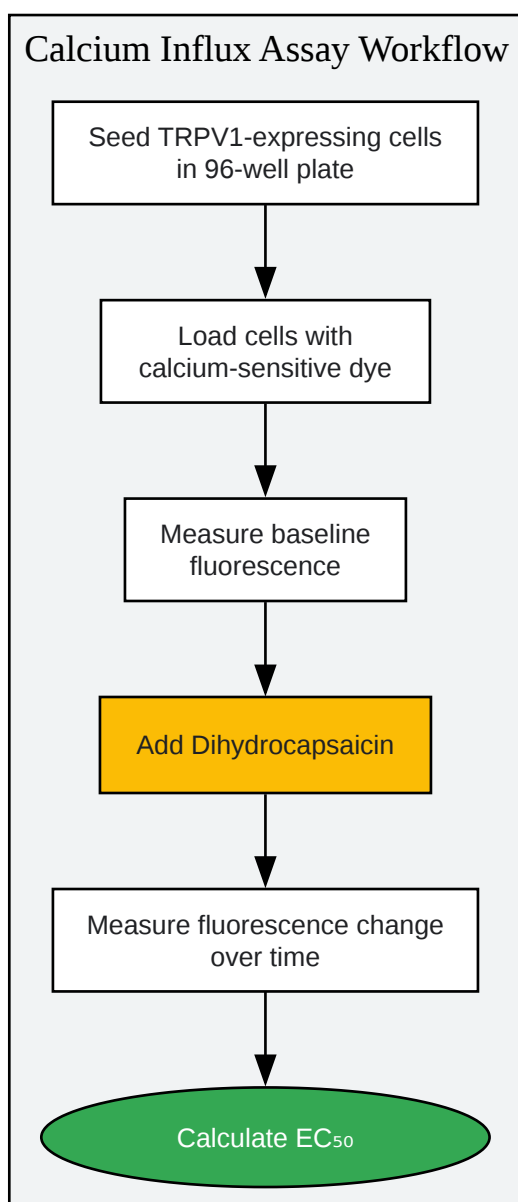 Calcium Influx Assay Workflow
Seed TRPV1-expressing cells
in 96-well plate
Load cells with
calcium-sensitive dye
Measure baseline
fluorescence
Add Dihydrocapsaicin
Measure fluorescence change
over time
Calculate EC₅₀